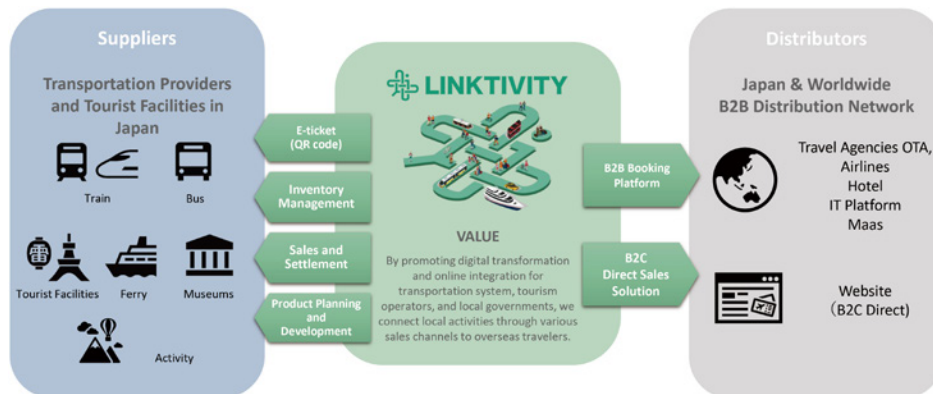 Suppliers
Transportation Providers
and Tourist Facilities in
Japan
Train
Bus
雷
Tourist Facilities
Ferry
Museums
Activity
E-ticket
(QR code)
Inventory
Management
Sales and
Settlement
Product Planning
and
Development
LINKTIVITY
VALUE
By promoting digital transformation
and online integration for
transportation system, tourism
operators, and local governments, we
connect local activities through various
sales channels to overseas travelers.
B2B Booking
Platform
B2C
Direct Sales
Solution
Distributors
Japan & Worldwide
B2B Distribution Network
Travel Agencies OTA,
Airlines
Hotel
IT Platform
Maas
Website
（B2C Direct)